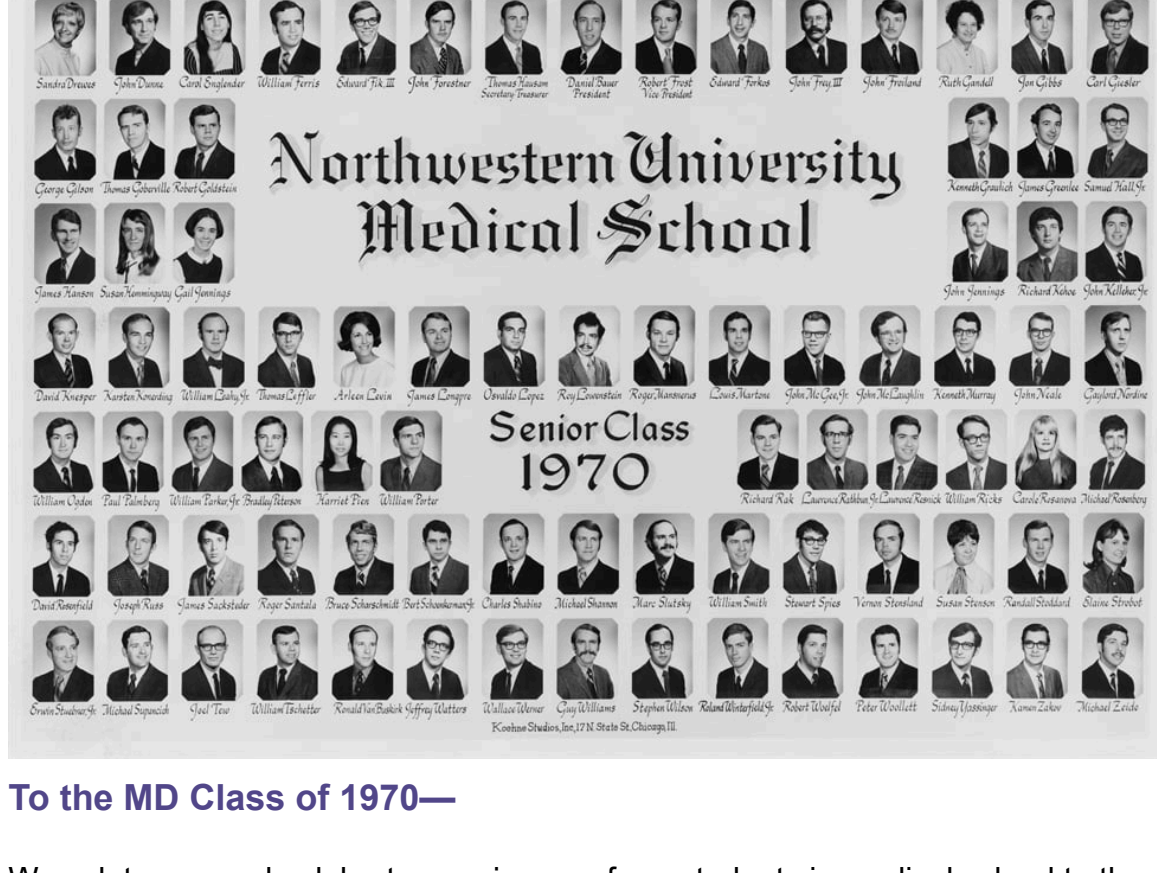 Sandra Drewes John Dunne Carol Englender William Ferris Edward Fik, III John Forestner Thomas Hausam Daniel Bauer Robert Frost Edward Forkos John Frey, III John Froiland Ruth Gandell Jon Gibbs Carl Giesler
Secretary-Treasurer President Vice President
George Gilson Thomas Goberville Robert Goldstein Kenneth Graulich James Greenlee Samuel Hall, Jr.
Northwestern University
Medical School
James Hanson Susan Hemmingway Gail Jennings John Jennings Richard Kehoe John Kelleher, Jr.
David Knesper Karsten Konerding William Leahy, Jr. Thomas Leffler Arleen Levin James Longpre Osvaldo Lopez Roy Lowenstein Roger Mansnerus Louis Martone John McGee, Jr. John McLaughlin Kenneth Murray John Neale Gaylord Nordine
Senior Class
1970
William Ogden Paul Palmberg William Parker, Jr. Bradley Peterson Harriet Pien William Porter Richard Rak Lawrence Rathbun, Jr. Lawrence Resnick William Ricks Carole Rosanova Michael Rosenberg
David Rosenfield Joseph Russ James Sacksteder Roger Santala Bruce Scharschmidt Bert Schoenkerman, Jr. Charles Shabino Michael Shannon Marc Slutsky William Smith Stewart Spies Vernon Stensland Susan Stenson Randall Stoddard Elaine Strobot
Erwin Stuebner, Jr. Michael Supancich Joel Tew William Tschetter Ronald Van Buskirk Jeffrey Watters Wallace Werner Guy Williams Stephen Wilson Roland Winterfield, Jr. Robert Woelfel Peter Woollett Sidney Yassinger Kamen Zakov Michael Zeide
Koehne Studios, Inc, 17 N. State St, Chicago, Ill.
To the MD Class of 1970—